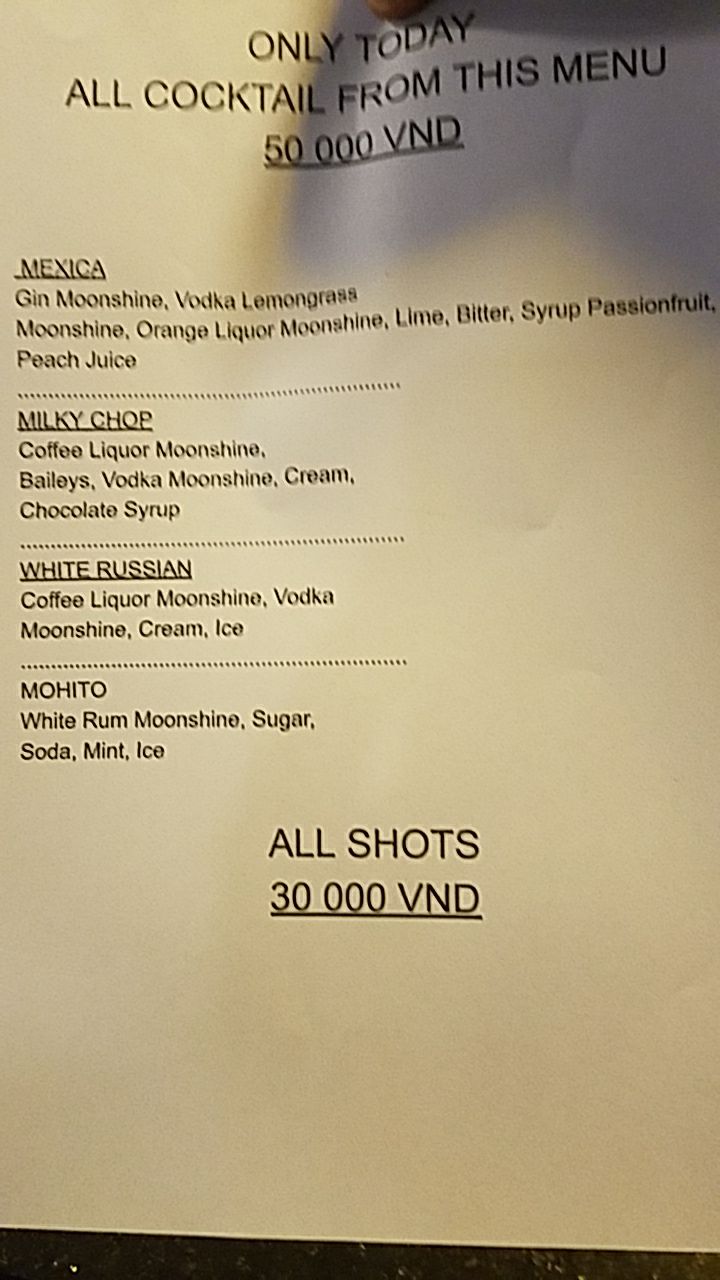 ONLY TODAY
ALL COCKTAIL FROM THIS MENU
50 000 VND
MEXICA
Gin Moonshine, Vodka Lemongrass
Moonshine, Orange Liquor Moonshine, Lime, Bitter, Syrup Passionfruit,
Peach Juice
................................................................
MILKY CHOP
Coffee Liquor Moonshine,
Baileys, Vodka Moonshine, Cream,
Chocolate Syrup
................................................................
WHITE RUSSIAN
Coffee Liquor Moonshine, Vodka
Moonshine, Cream, Ice
................................................................
MOHITO
White Rum Moonshine, Sugar,
Soda, Mint, Ice
ALL SHOTS
30 000 VND